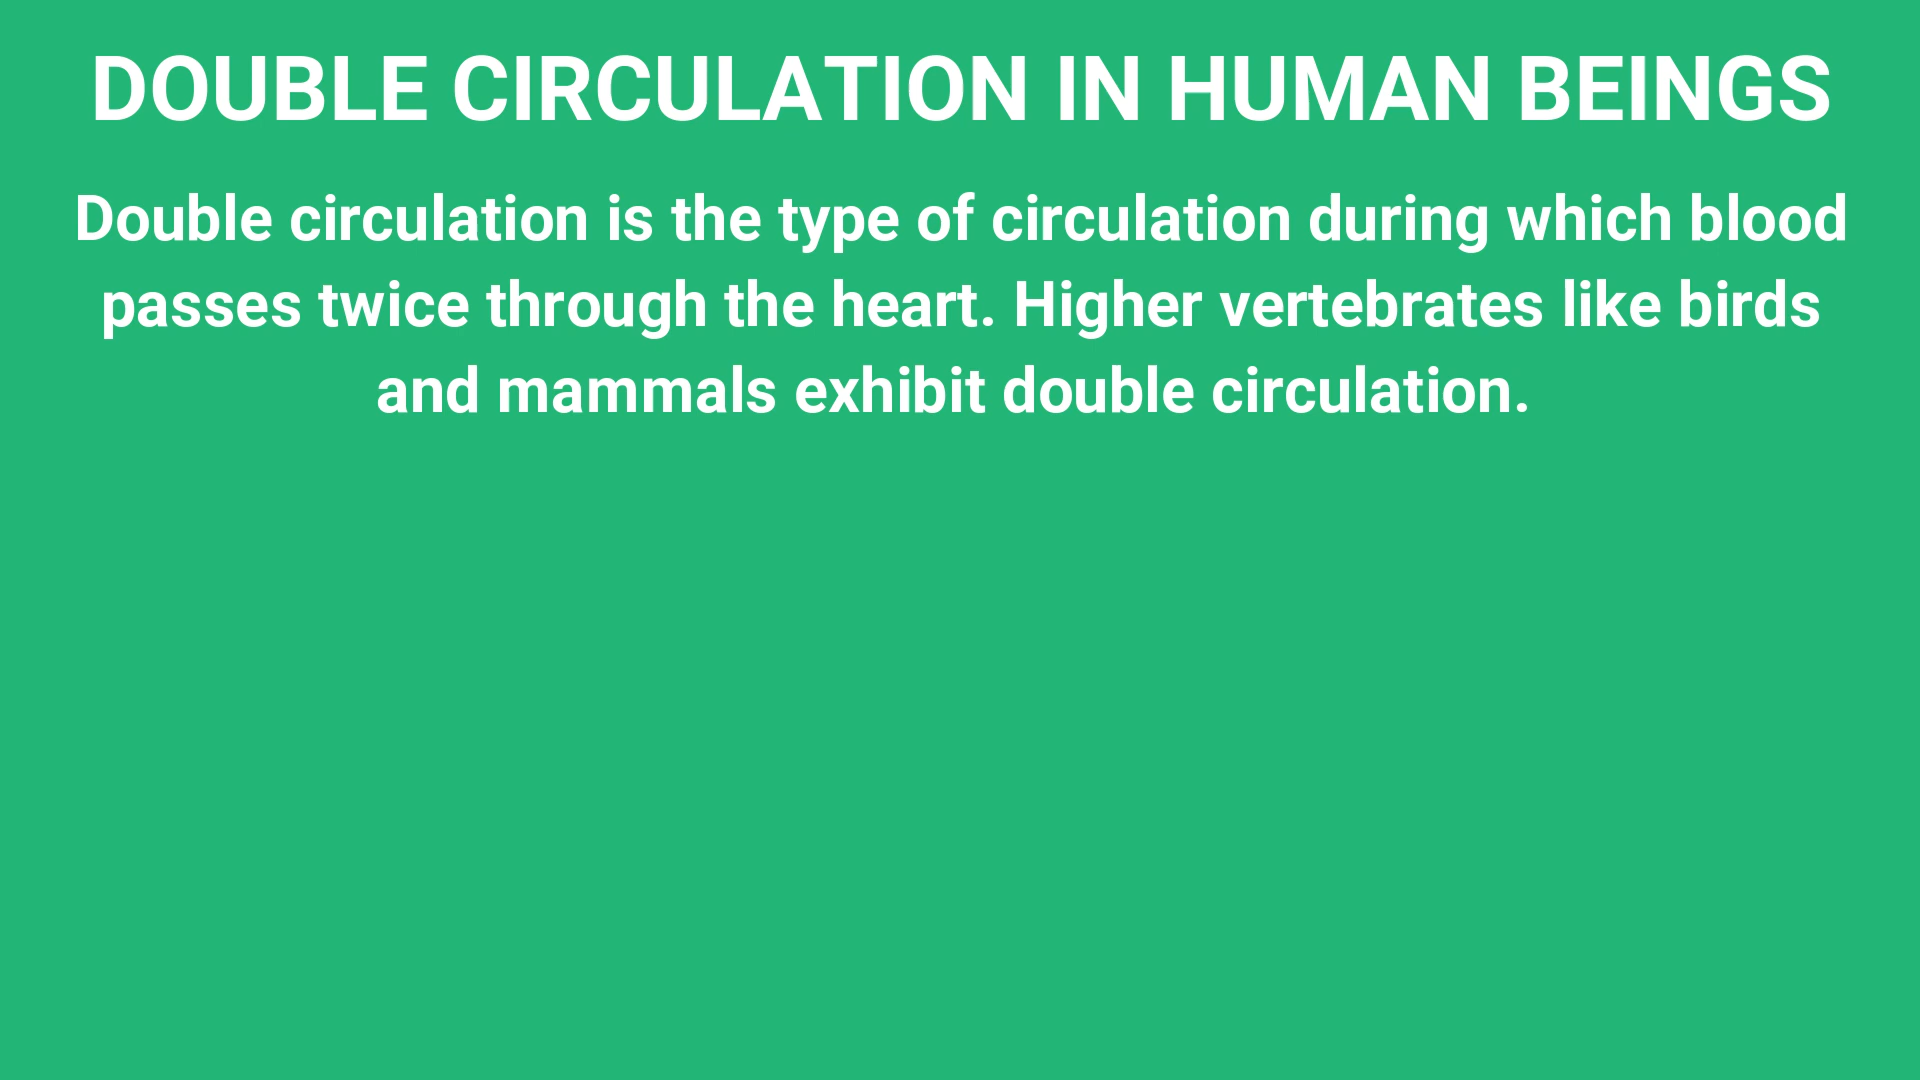 DOUBLE CIRCULATION IN HUMAN BEINGS
Double circulation is the type of circulation during which blood
passes twice through the heart. Higher vertebrates like birds
and mammals exhibit double circulation.